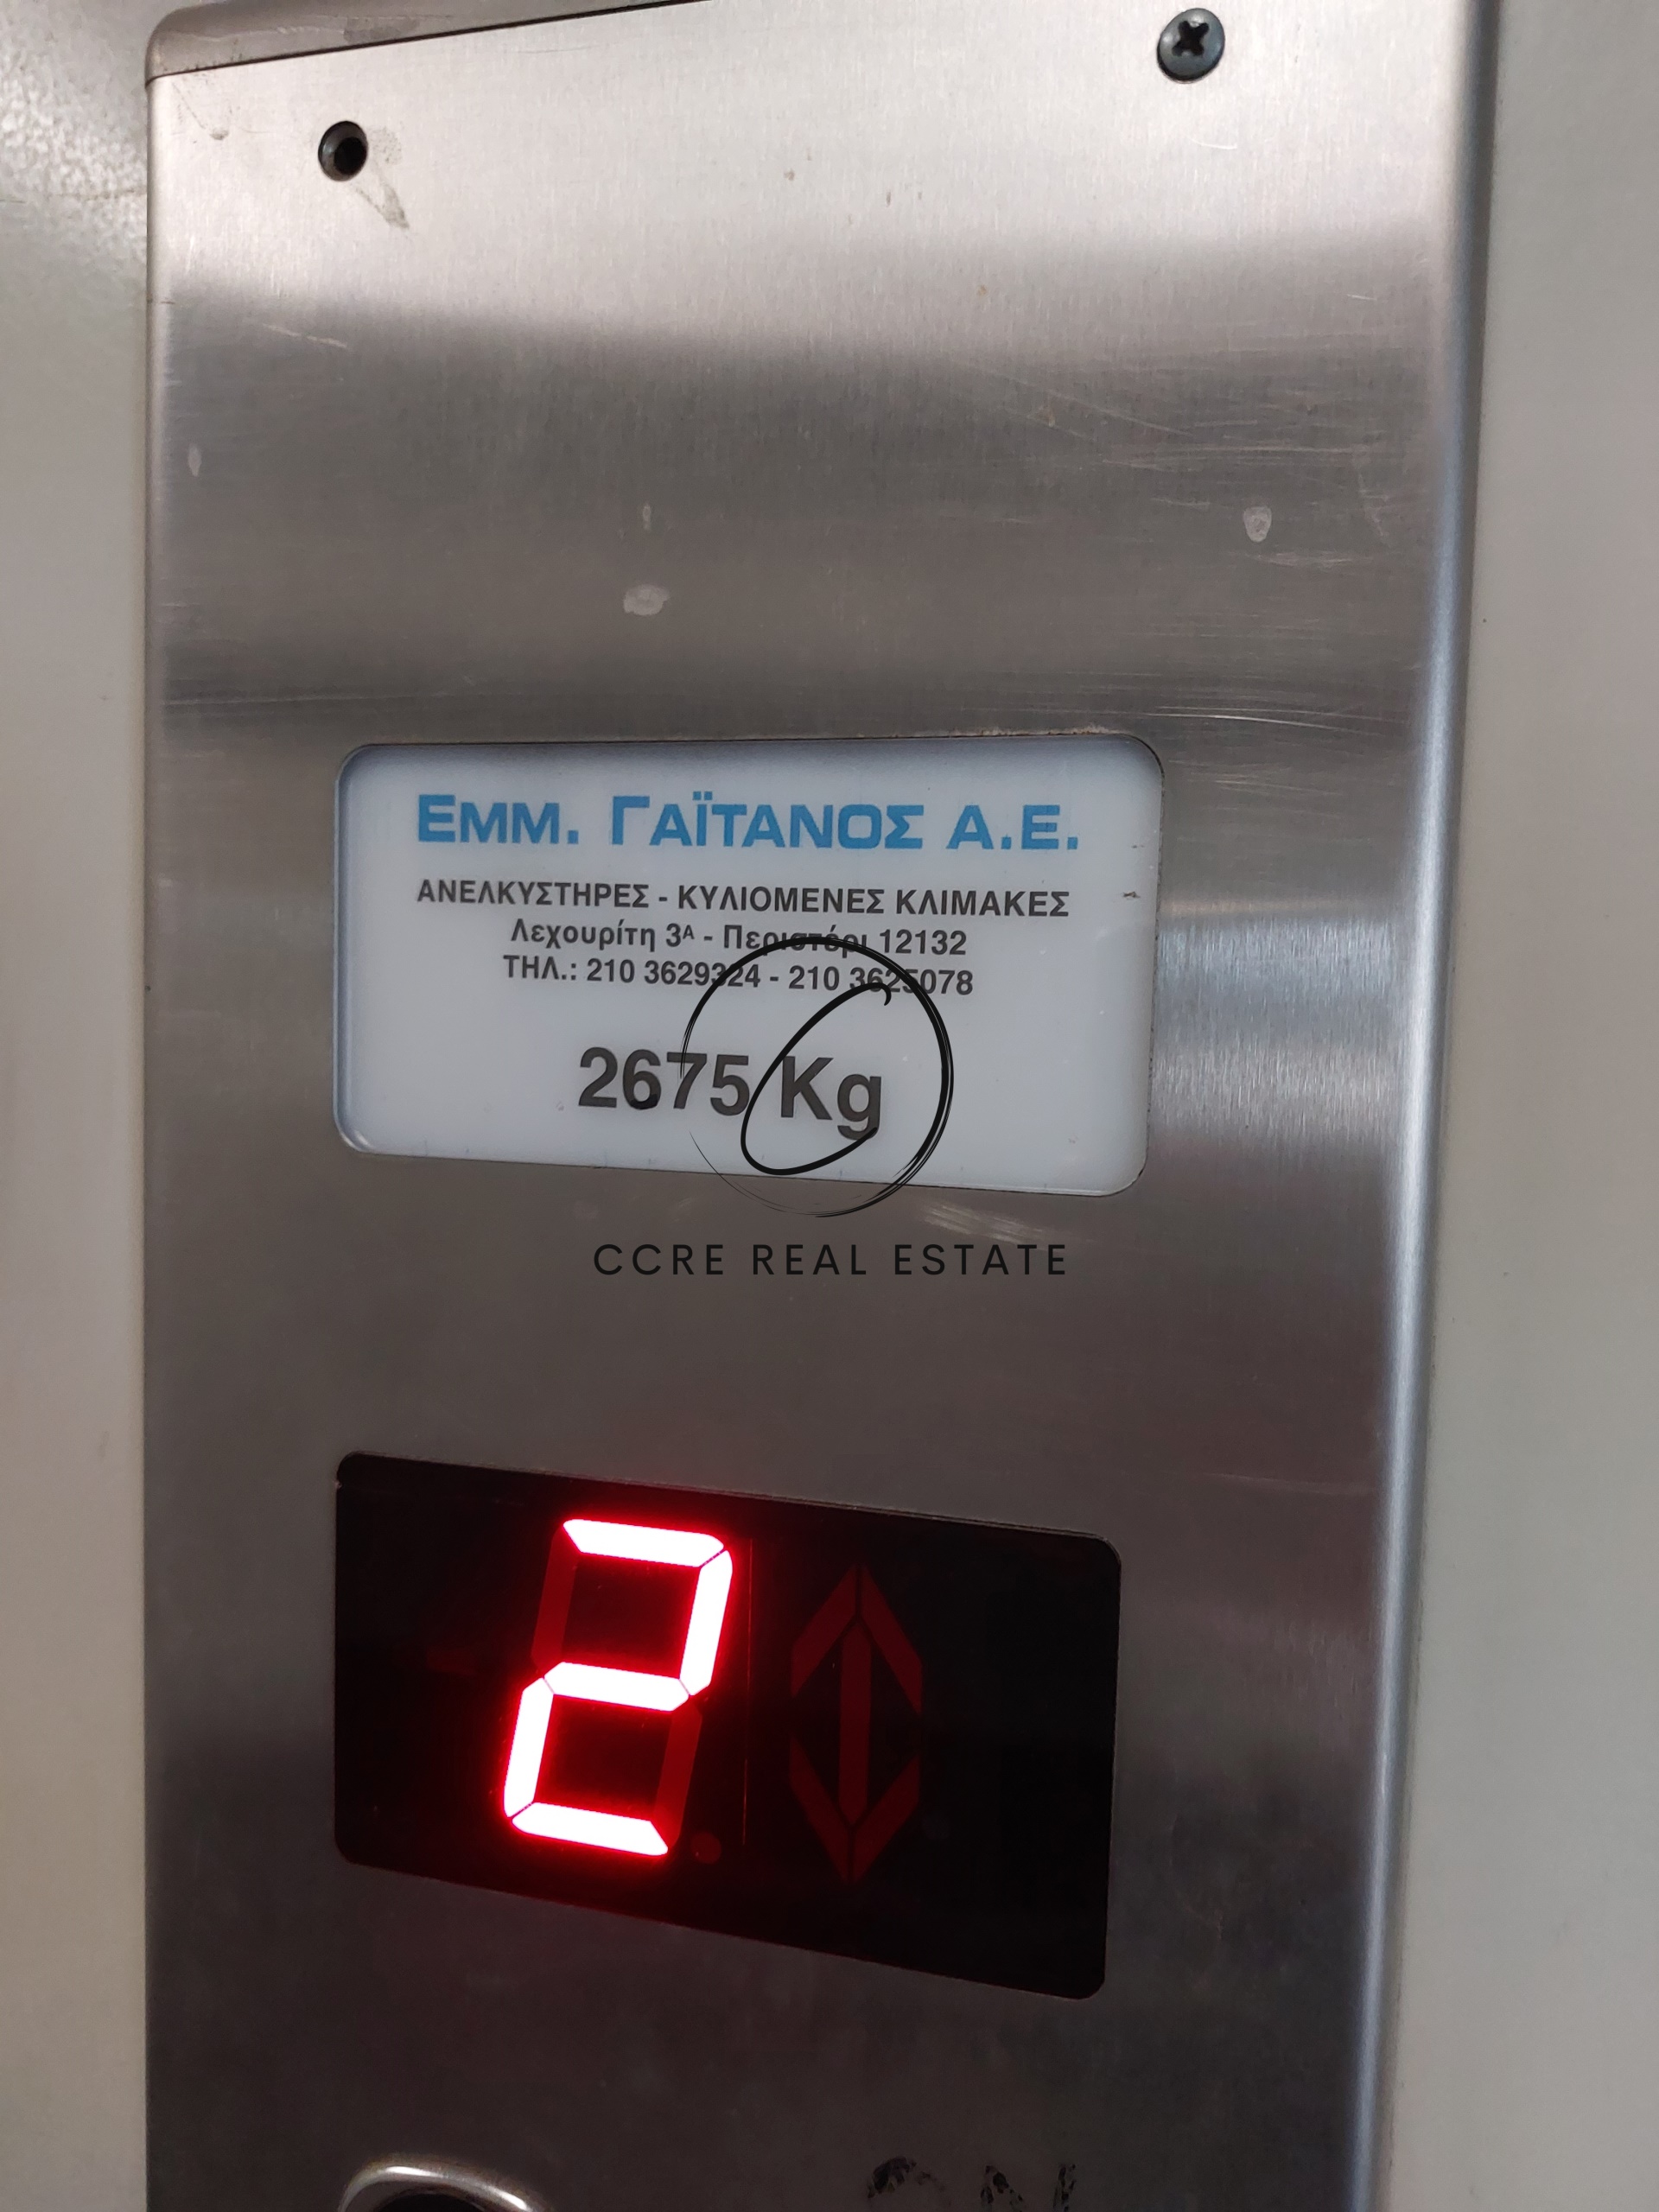 ΕΜΜ. ΓΑΪΤΑΝΟΣ Α.Ε.
ΑΝΕΛΚΥΣΤΗΡΕΣ - ΚΥΛΙΟΜΕΝΕΣ ΚΛΙΜΑΚΕΣ
Λεχουρίτη 3ᴬ - Περιστέρι 12132
ΤΗΛ.: 210 3629324 - 210 3625078
2675 Kg
CCRE REAL ESTATE
2